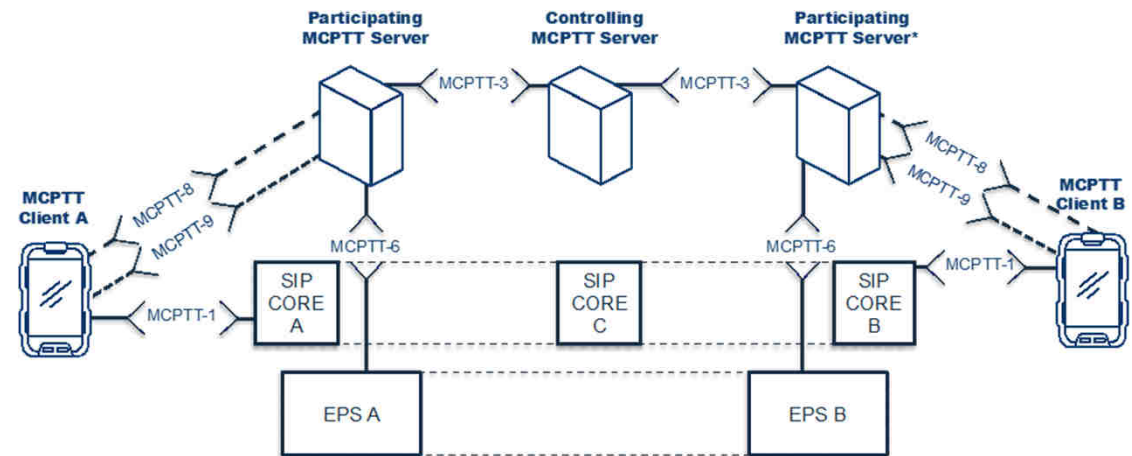 Participating
MCPTT Server
Controlling
MCPTT Server
Participating
MCPTT Server*
MCPTT-3
MCPTT-3
MCPTT-8
MCPTT-9
MCPTT-8
MCPTT-9
MCPTT
Client A
MCPTT
Client B
MCPTT-6
MCPTT-6
MCPTT-1
SIP
CORE
A
SIP
CORE
C
SIP
CORE
B
MCPTT-1
EPS A
EPS B